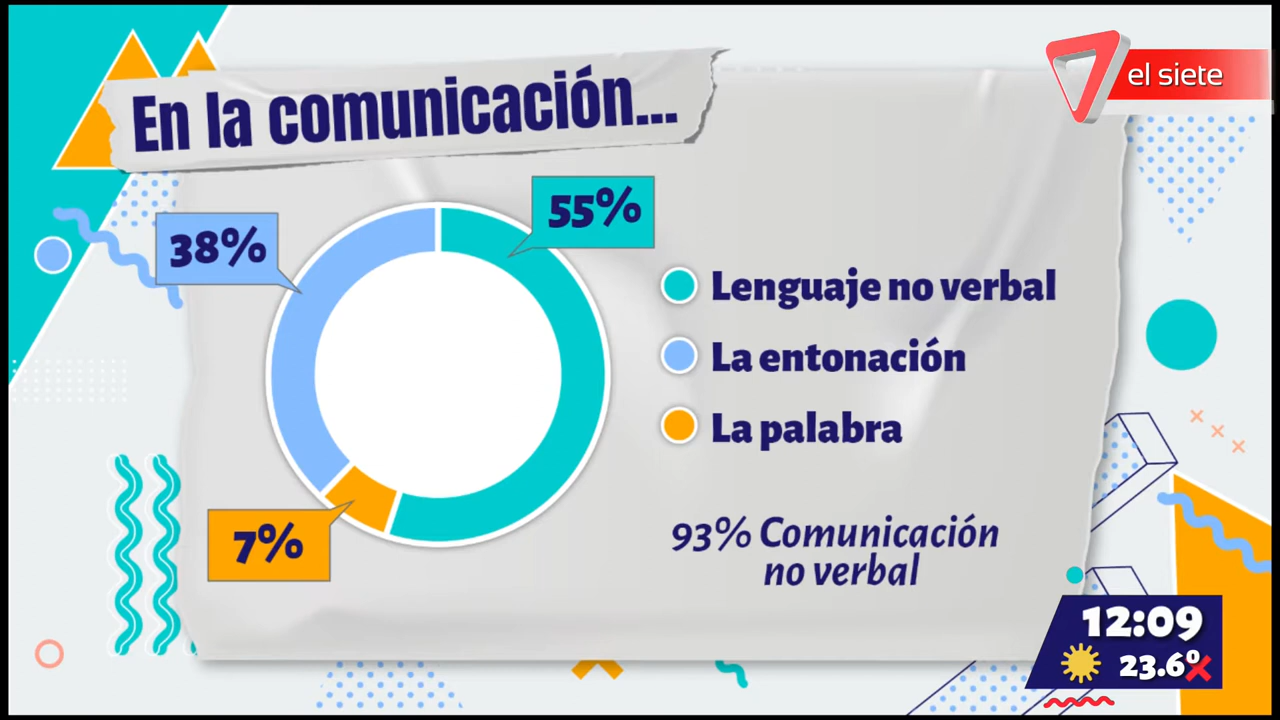 el siete
En la comunicación...
55%
38%
Lenguaje no verbal
La entonación
La palabra
7%
93% Comunicación
no verbal
12:09
23.6º